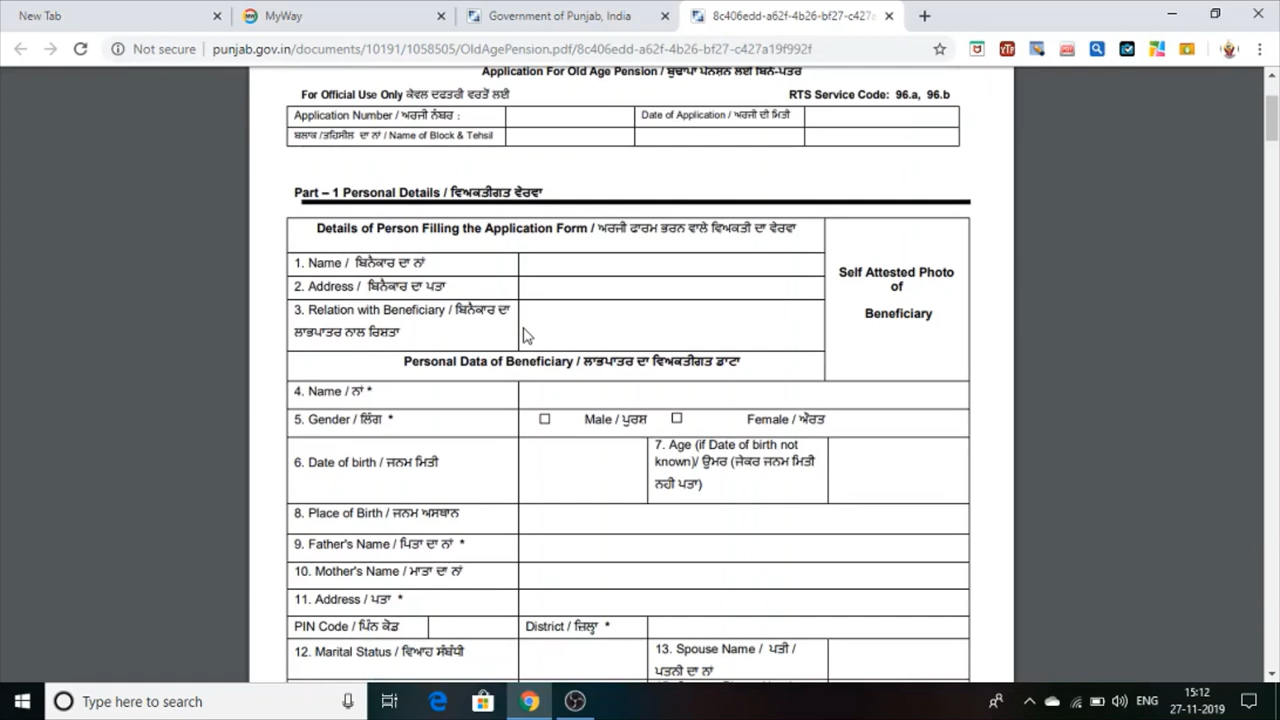 New Tab
MyWay
Government of Punjab, India
8c406edd-a62f-4b26-bf27-c427a
Not secure
punjab.gov.in/documents/10191/1058505/OldAgePension.pdf/8c406edd-a62f-4b26-bf27-c427a19f992f
Application For Old Age Pension / ਬੁਢਾਪਾ ਪੈਨਸ਼ਨ ਲਈ ਬਿਨੈ-ਪੱਤਰ
For Official Use Only ਕੇਵਲ ਦਫਤਰੀ ਵਰਤੋਂ ਲਈ
RTS Service Code: 96.a, 96.b
Application Number / ਅਰਜੀ ਨੰਬਰ :
Date of Application / ਅਰਜੀ ਦੀ ਮਿਤੀ
ਬਲਾਕ /ਤਹਿਸੀਲ ਦਾ ਨਾਂ / Name of Block & Tehsil
Part – 1 Personal Details / ਵਿਅਕਤੀਗਤ ਵੇਰਵਾ
Details of Person Filling the Application Form / ਅਰਜੀ ਫਾਰਮ ਭਰਨ ਵਾਲੇ ਵਿਅਕਤੀ ਦਾ ਵੇਰਵਾ
Self Attested Photo
of
Beneficiary
1. Name / ਬਿਨੈਕਾਰ ਦਾ ਨਾਂ
2. Address / ਬਿਨੈਕਾਰ ਦਾ ਪਤਾ
3. Relation with Beneficiary / ਬਿਨੈਕਾਰ ਦਾ
ਲਾਭਪਾਤਰ ਨਾਲ ਰਿਸ਼ਤਾ
Personal Data of Beneficiary / ਲਾਭਪਾਤਰ ਦਾ ਵਿਅਕਤੀਗਤ ਡਾਟਾ
4. Name / ਨਾਂ *
5. Gender / ਲਿੰਗ *
Male / ਪੁਰਸ਼
Female / ਔਰਤ
6. Date of birth / ਜਨਮ ਮਿਤੀ
7. Age (if Date of birth not
known)/ ਉਮਰ (ਜੇਕਰ ਜਨਮ ਮਿਤੀ
ਨਹੀ ਪਤਾ)
8. Place of Birth / ਜਨਮ ਅਸਥਾਨ
9. Father's Name / ਪਿਤਾ ਦਾ ਨਾਂ *
10. Mother's Name / ਮਾਤਾ ਦਾ ਨਾਂ
11. Address / ਪਤਾ *
PIN Code / ਪਿੰਨ ਕੋਡ
District / ਜ਼ਿਲ੍ਹਾ *
12. Marital Status / ਵਿਆਹ ਸੰਬੰਧੀ
13. Spouse Name / ਪਤੀ /
ਪਤਨੀ ਦਾ ਨਾਂ
Type here to search
ENG
15:12
27-11-2019